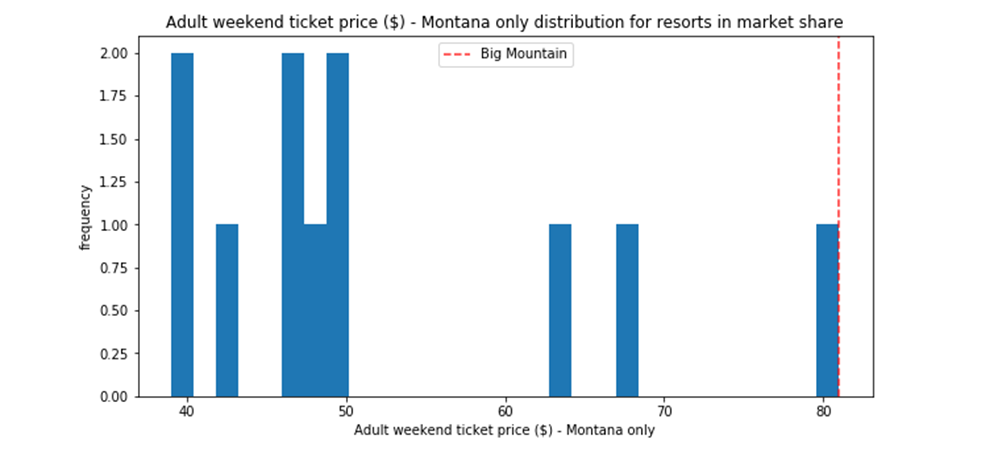 Adult weekend ticket price ($) - Montana only distribution for resorts in market share
Big Mountain
2.00
1.75
1.50
1.25
1.00
0.75
0.50
0.25
0.00
frequency
40 50 60 70 80
Adult weekend ticket price ($) - Montana only